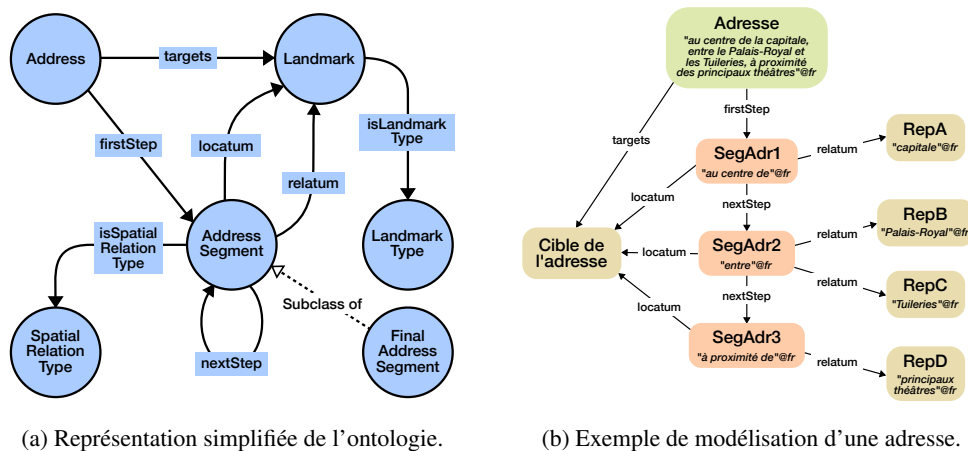 Address
targets
Landmark
firstStep
locatum
relatum
isLandmark
Type
isSpatial
Relation
Type
Address
Segment
Landmark
Type
Subclass of
Spatial
Relation
Type
nextStep
Final
Address
Segment
(a) Représentation simplifiée de l'ontologie.
Adresse
"au centre de la capitale,
entre le Palais-Royal et
les Tuileries, à proximité
des principaux théâtres"@fr
firstStep
targets
SegAdr1
"au centre de"@fr
relatum
RepA
"capitale"@fr
locatum
nextStep
Cible de
l'adresse
locatum
SegAdr2
"entre"@fr
relatum
RepB
"Palais-Royal"@fr
relatum
RepC
"Tuileries"@fr
nextStep
locatum
SegAdr3
"à proximité de"@fr
relatum
RepD
"principaux
théâtres"@fr
(b) Exemple de modélisation d'une adresse.